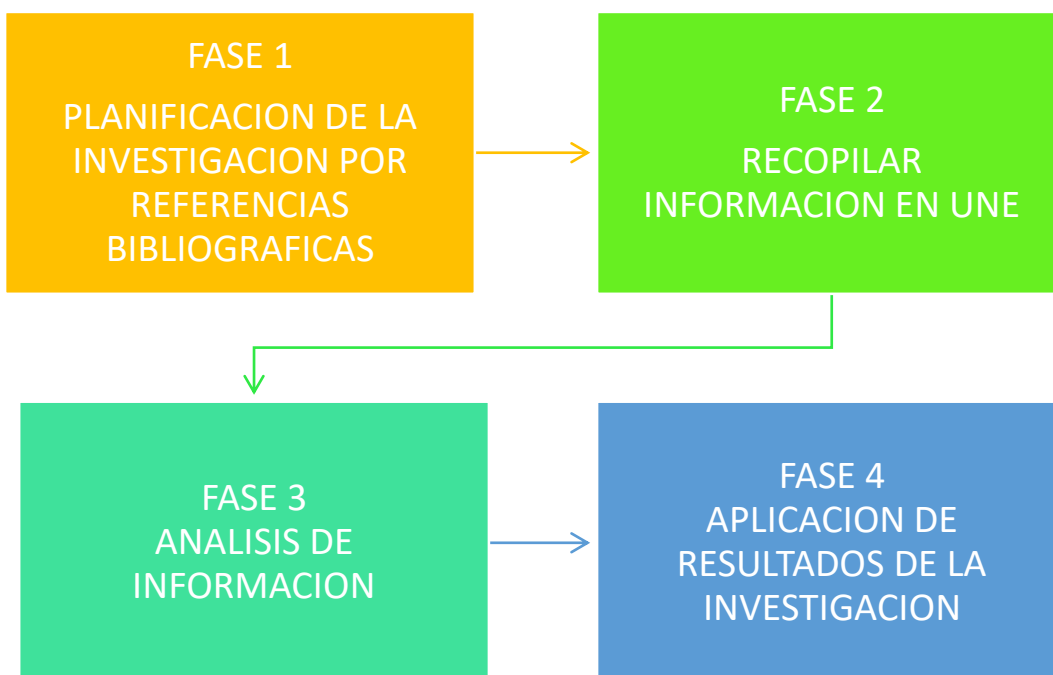 FASE 1
PLANIFICACION DE LA
INVESTIGACION POR
REFERENCIAS
BIBLIOGRAFICAS
FASE 2
RECOPILAR
INFORMACION EN UNE
FASE 3
ANALISIS DE
INFORMACION
FASE 4
APLICACION DE
RESULTADOS DE LA
INVESTIGACION